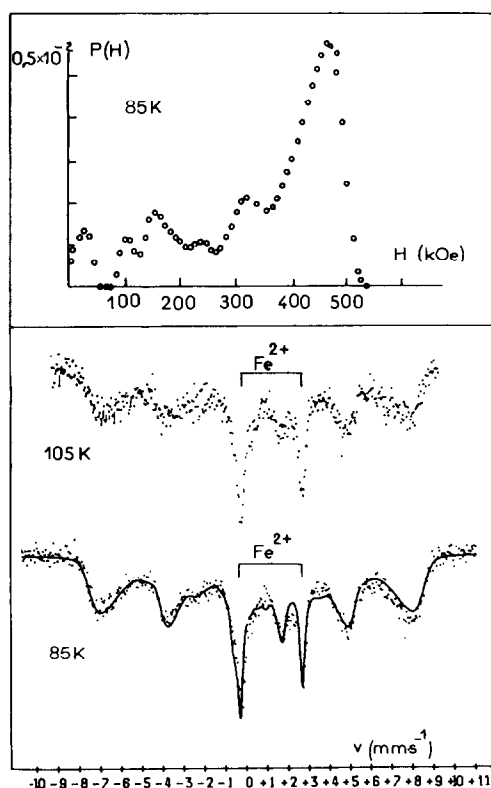 P(H)
0,5×10⁻²
85K
H (kOe)
100 200 300 400 500
Fe²⁺
105K
Fe²⁺
85K
v (mm·s⁻¹)
-10 -9 -8 -7 -6 -5 -4 -3 -2 -1 0 +1 +2 +3 +4 +5 +6 +7 +8 +9 +10 +11